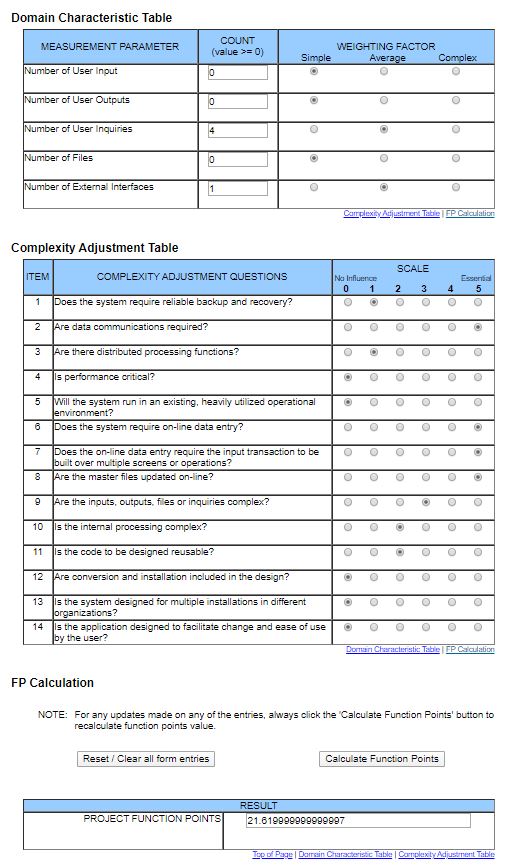 Domain Characteristic Table
MEASUREMENT PARAMETER
COUNT
(value >= 0)
WEIGHTING FACTOR
Simple Average Complex
Number of User Input 0
Number of User Outputs 0
Number of User Inquiries 4
Number of Files 0
Number of External Interfaces 1
Complexity Adjustment Table | FP Calculation
Complexity Adjustment Table
ITEM COMPLEXITY ADJUSTMENT QUESTIONS
SCALE
No Influence Essential
0 1 2 3 4 5
1 Does the system require reliable backup and recovery?
2 Are data communications required?
3 Are there distributed processing functions?
4 Is performance critical?
5 Will the system run in an existing, heavily utilized operational
environment?
6 Does the system require on-line data entry?
7 Does the on-line data entry require the input transaction to be
built over multiple screens or operations?
8 Are the master files updated on-line?
9 Are the inputs, outputs, files or inquiries complex?
10 Is the internal processing complex?
11 Is the code to be designed reusable?
12 Are conversion and installation included in the design?
13 Is the system designed for multiple installations in different
organizations?
14 Is the application designed to facilitate change and ease of use
by the user?
Domain Characteristic Table | FP Calculation
FP Calculation
NOTE: For any updates made on any of the entries, always click the 'Calculate Function Points' button to
recalculate function points value.
Reset / Clear all form entries Calculate Function Points
RESULT
PROJECT FUNCTION POINTS 21.619999999999997
Top of Page | Domain Characteristic Table | Complexity Adjustment Table